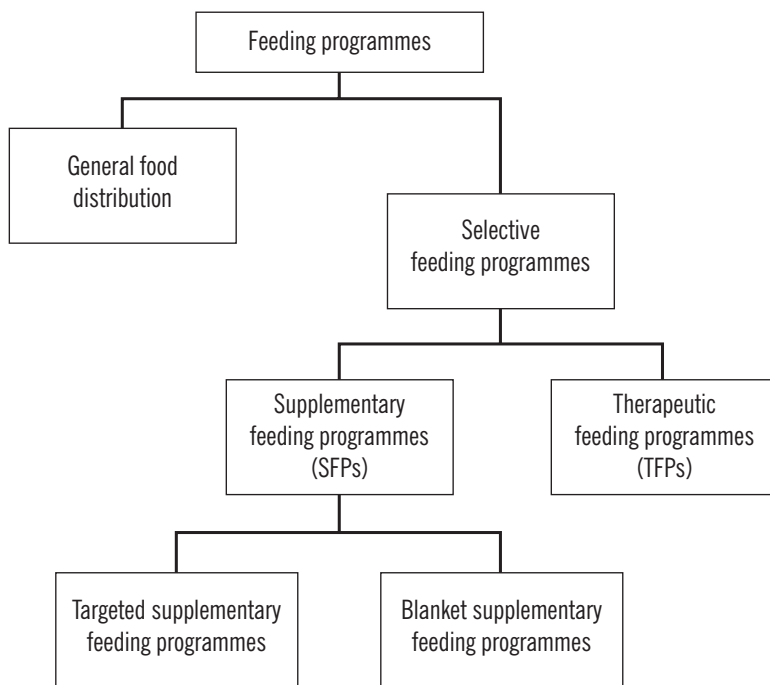 Feeding programmes
General food
distribution
Selective
feeding programmes
Supplementary
feeding programmes
(SFPs)
Therapeutic
feeding programmes
(TFPs)
Targeted supplementary
feeding programmes
Blanket supplementary
feeding programmes